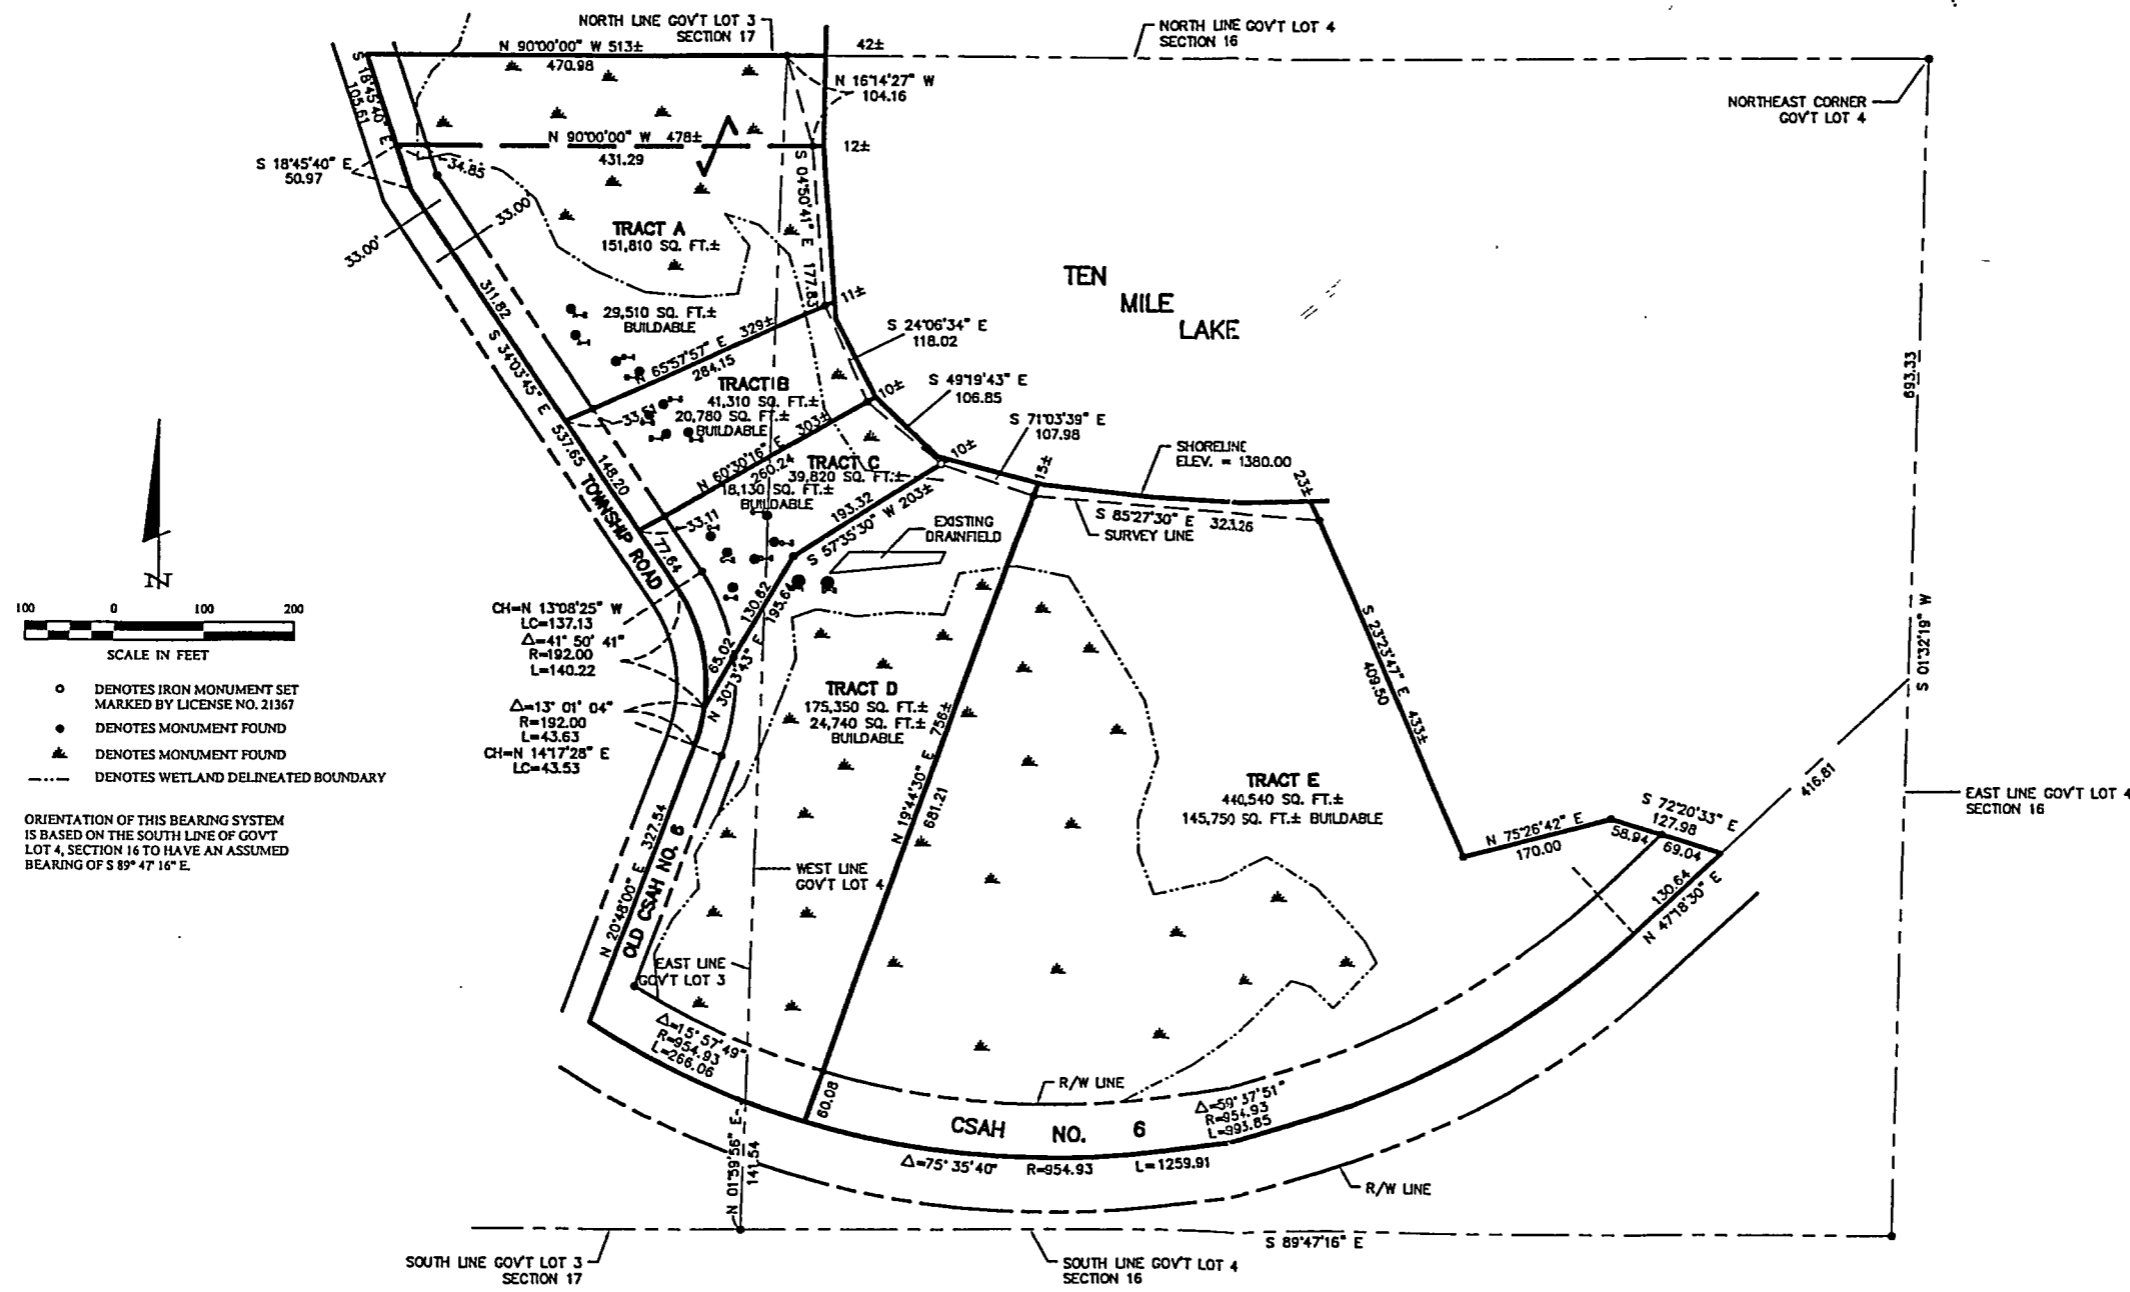 NORTH LINE GOV'T LOT 3
SECTION 17
NORTH LINE GOV'T LOT 4
SECTION 16
42±
N 90°00'00" W 513±
470.98
N 16°14'27" W
104.16
NORTHEAST CORNER
GOV'T LOT 4
S 18°45'40" E
105.61
N 90°00'00" W 478±
431.29
12±
S 18°45'40" E
50.97
34.85
33.00'
33.00'
S 04°50'41" E 177.83
TRACT A
151,810 SQ. FT.±
29,510 SQ. FT.±
BUILDABLE
11±
TEN
MILE
LAKE
S 24°06'34" E
118.02
311.82
S 34°03'45" E 537.65
N 65°57'57" E 329±
284.15
TRACT B
41,310 SQ. FT.±
20,780 SQ. FT.±
BUILDABLE
10±
S 49°19'43" E
106.85
693.33
33.51
148.20
TOWNSHIP ROAD
N 60°30'16" E 303±
260.24
TRACT C
39,820 SQ. FT.±
18,130 SQ. FT.±
BUILDABLE
10±
S 71°03'39" E
107.98
SHORELINE
ELEV. = 1380.00
15±
23±
S 85°27'30" E 323.26
SURVEY LINE
193.32
S 57°35'30" W 203±
EXISTING
DRAINFIELD
33.11
77.64
N
100 0 100 200
SCALE IN FEET
CH=N 13°08'25" W
LC=137.13
Δ=41° 50' 41"
R=192.00
L=140.22
130.62
65.02
N 30°13'43" E 195.64
Δ=13° 01' 04"
R=192.00
L=43.63
CH=N 14°17'28" E
LC=43.53
DENOTES IRON MONUMENT SET
MARKED BY LICENSE NO. 21367
DENOTES MONUMENT FOUND
DENOTES MONUMENT FOUND
DENOTES WETLAND DELINEATED BOUNDARY
ORIENTATION OF THIS BEARING SYSTEM
IS BASED ON THE SOUTH LINE OF GOV'T
LOT 4, SECTION 16 TO HAVE AN ASSUMED
BEARING OF S 89° 47' 16" E.
TRACT D
175,350 SQ. FT.±
24,740 SQ. FT.±
BUILDABLE
N 19°44'30" E 756±
681.21
S 23°23'47" E 433±
409.50
S 01°32'19" W
TRACT E
440,540 SQ. FT.±
145,750 SQ. FT.± BUILDABLE
N 75°26'42" E
170.00
S 72°20'33" E
127.98
58.94
69.04
130.64
N 47°18'30" E
416.81
EAST LINE GOV'T LOT 4
SECTION 16
N 20°48'00" E 327.54
OLD CSAH NO. 6
WEST LINE
GOV'T LOT 4
EAST LINE
GOV'T LOT 3
Δ=15° 57' 49"
R=954.93
L=266.06
60.08
R/W LINE
CSAH NO. 6
Δ=59° 37' 51"
R=954.93
L=993.85
Δ=75° 35' 40" R=954.93 L=1259.91
R/W LINE
N 01°59'56" E
141.54
S 89°47'16" E
SOUTH LINE GOV'T LOT 3
SECTION 17
SOUTH LINE GOV'T LOT 4
SECTION 16